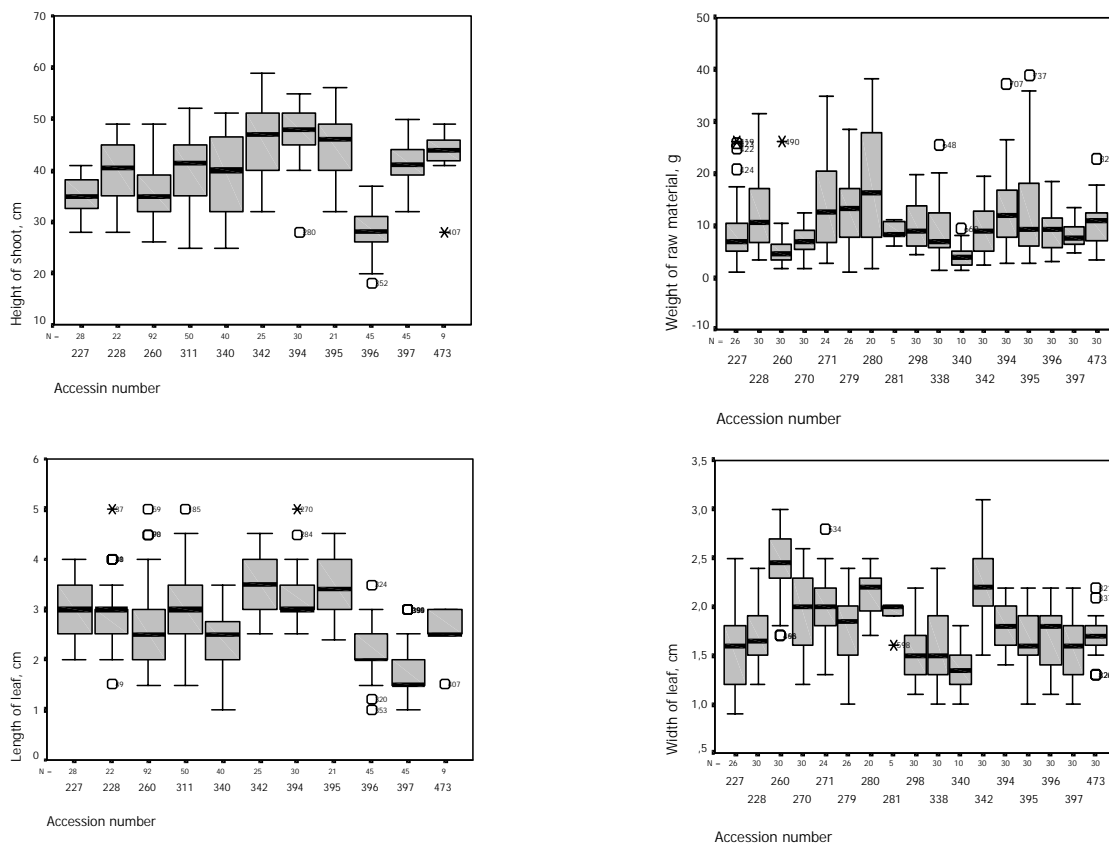 70
60
50
40
30
20
10
Height of shoot, cm
280
352
407
N = 28 22 92 50 40 25 30 21 45 45 9
227 228 260 311 340 342 394 395 396 397 473
Accessin number
50
40
30
20
10
0
-10
Weight of raw material, g
490
548
707
737
N = 26 30 30 30 24 26 20 5 30 30 10 30 30 30 30 30 30
227 260 271 280 298 340 394 396 473
228 270 279 281 338 342 395 397
Accession number
6
5
4
3
2
1
0
Length of leaf, cm
185
270
284
324
320
353
407
N = 28 22 92 50 40 25 30 21 45 45 9
227 228 260 311 340 342 394 395 396 397 473
Accession number
3,5
3,0
2,5
2,0
1,5
1,0
,5
Width of leaf, cm
534
598
N = 26 30 30 30 24 26 20 5 30 30 10 30 30 30 30 30 30
227 260 271 280 298 340 394 396 473
228 270 279 281 338 342 395 397
Accession number